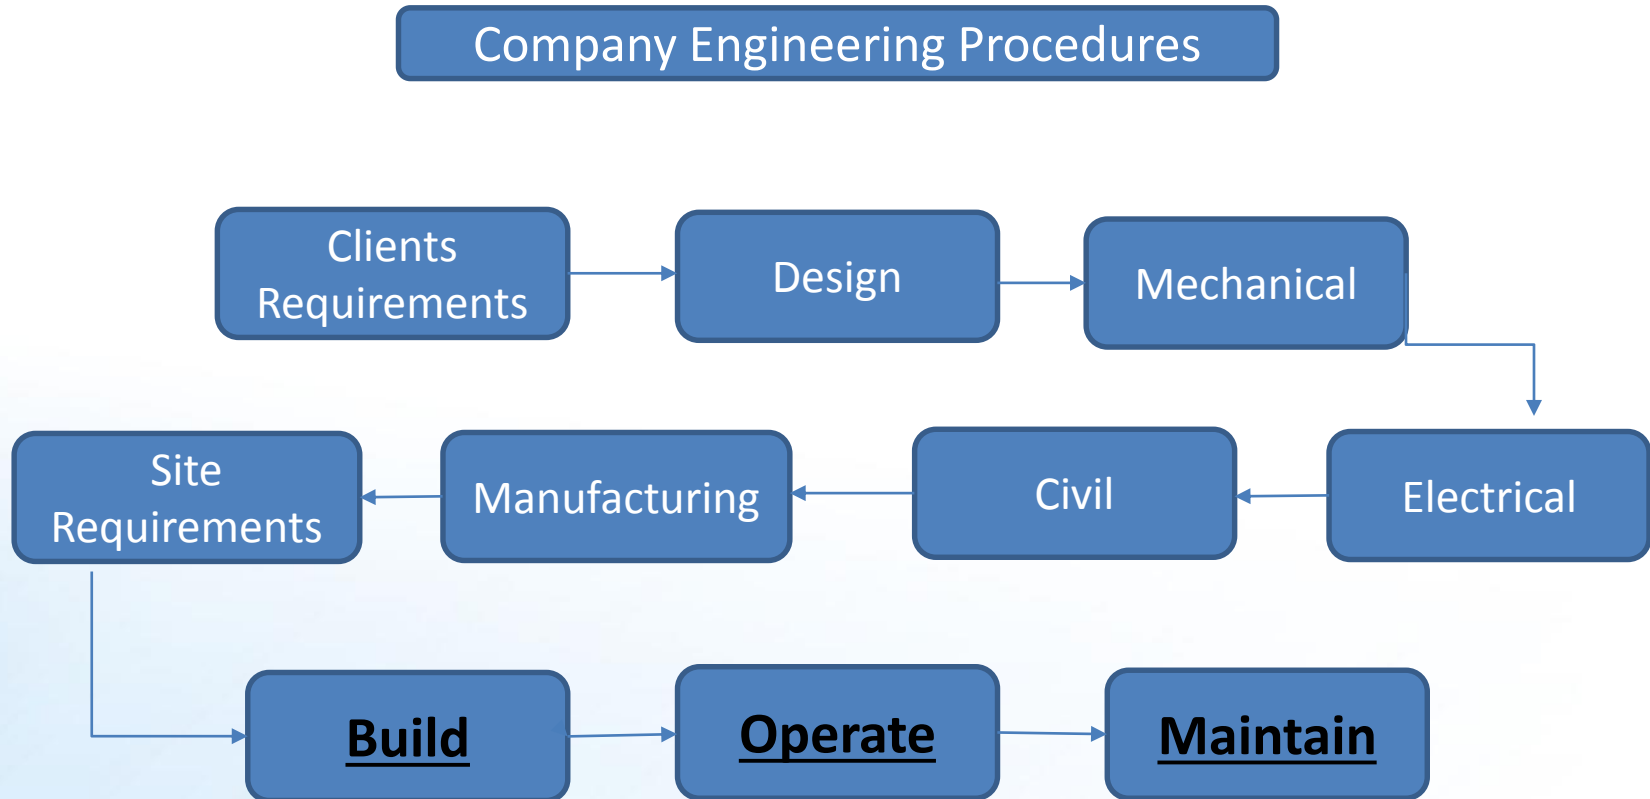 Company Engineering Procedures
Clients
Requirements
Design
Mechanical
Site
Requirements
Manufacturing
Civil
Electrical
Build
Operate
Maintain